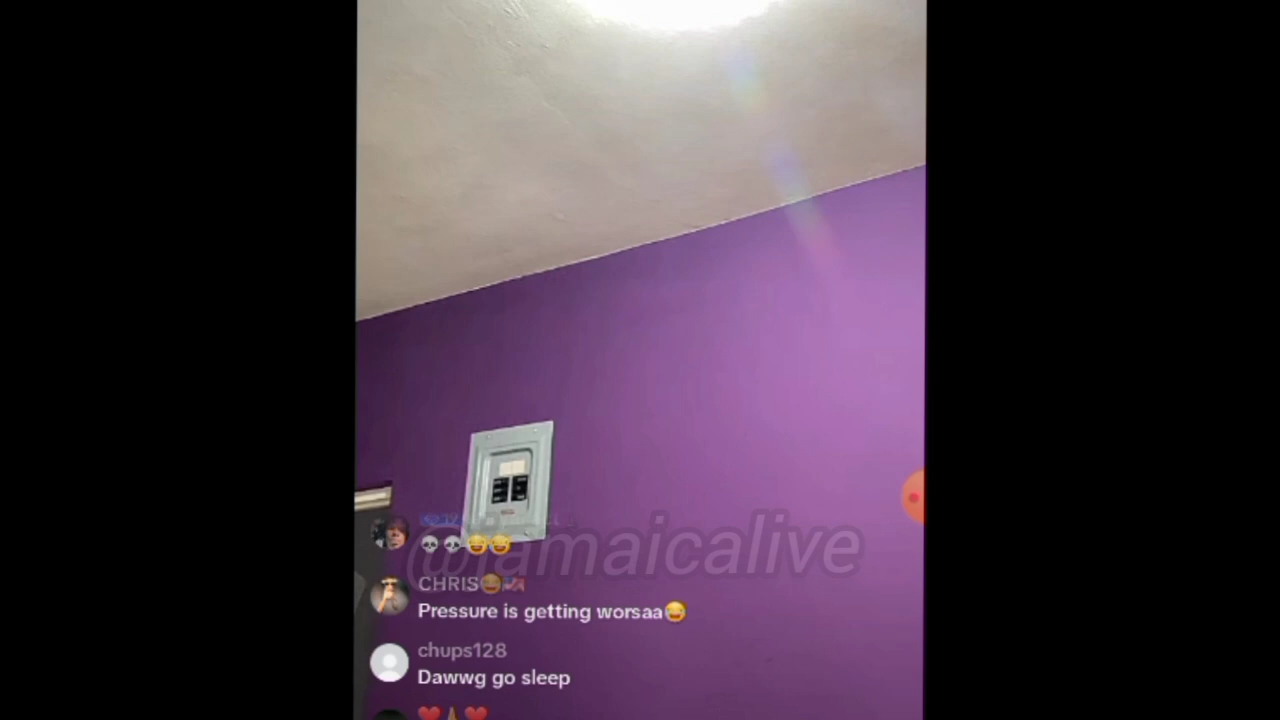 @jamaicalive
💀💀😄😄
CHRIS😄
Pressure is getting worsaa😄
chups128
Dawwg go sleep
❤️🙏❤️